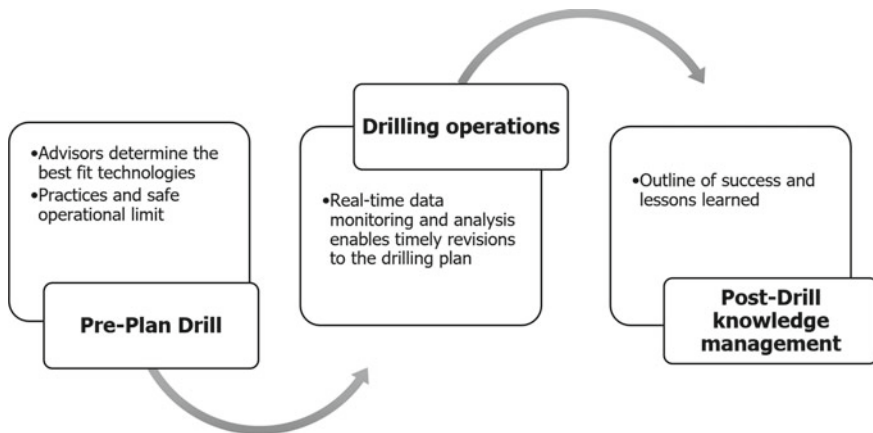 •Advisors determine the
best fit technologies
•Practices and safe
operational limit
Pre-Plan Drill
Drilling operations
•Real-time data
monitoring and analysis
enables timely revisions
to the drilling plan
•Outline of success and
lessons learned
Post-Drill
knowledge
management